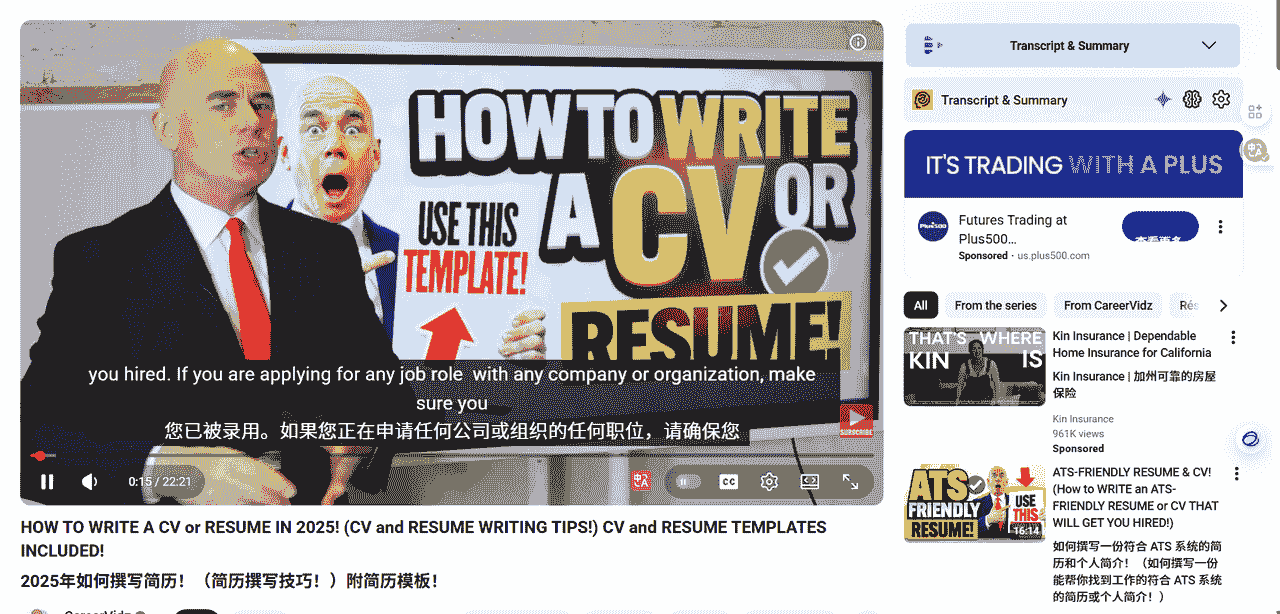 HOW TO WRITE
A CV OR
RESUME!
USE THIS
TEMPLATE!
you hired. If you are applying for any job role with any company or organization, make
sure you
您已被录用。如果您正在申请任何公司或组织的任何职位，请确保您
SUBSCRIBE
0:15 / 22:21
CC
HOW TO WRITE A CV or RESUME IN 2025! (CV and RESUME WRITING TIPS!) CV and RESUME TEMPLATES
INCLUDED!
2025年如何撰写简历！（简历撰写技巧！）附简历模板！
CareerVidz
Transcript & Summary
Transcript & Summary
IT'S TRADING WITH A PLUS
Plus500
Futures Trading at
Plus500...
Sponsored · us.plus500.com
查看更多
All
From the series
From CareerVidz
Rés
THAT'S WHERE
KIN IS
Kin Insurance | Dependable
Home Insurance for California
Kin Insurance | 加州可靠的房屋
保险
Kin Insurance
961K views
Sponsored
ATS
FRIENDLY
RESUME!
USE
THIS
16:14
ATS-FRIENDLY RESUME & CV!
(How to WRITE an ATS-
FRIENDLY RESUME or CV THAT
WILL GET YOU HIRED!)
如何撰写一份符合 ATS 系统的简
历和个人简介！（如何撰写一份
能帮你找到工作的符合 ATS 系统
的简历或个人简介！）